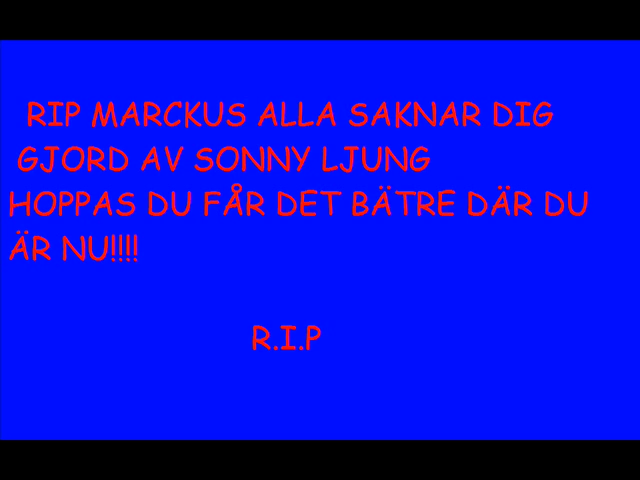 RIP MARCKUS ALLA SAKNAR DIG
GJORD AV SONNY LJUNG
HOPPAS DU FÅR DET BÄTRE DÄR DU
ÄR NU!!!!
R.I.P